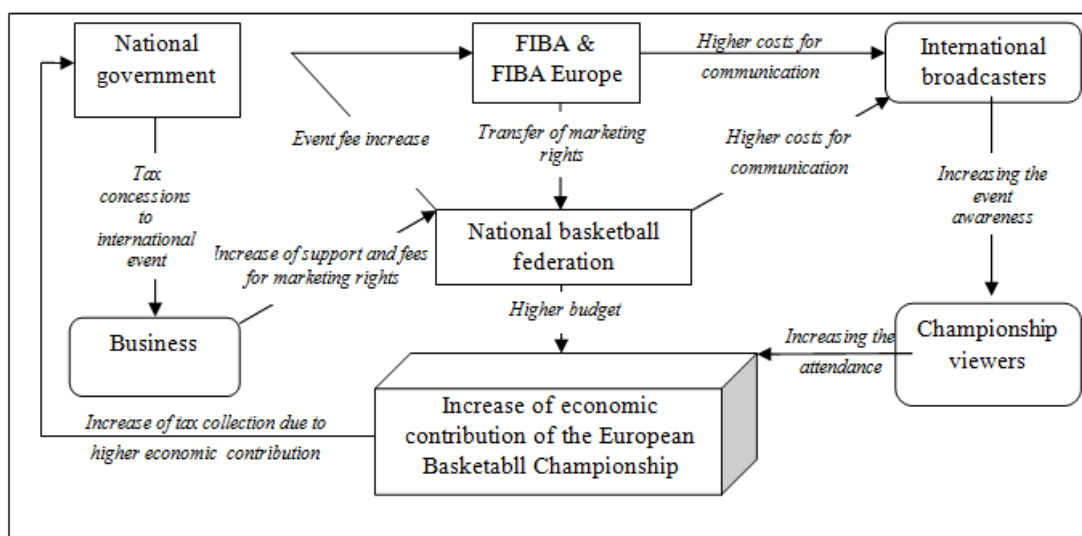 National
government
FIBA &
FIBA Europe
Higher costs for
communication
International
broadcasters
Event fee increase
Transfer of marketing
rights
Higher costs for
communication
Tax
concessions
to
international
event
Increasing the
event
awareness
Increase of support and fees
for marketing rights
National basketball
federation
Higher budget
Business
Increasing the
attendance
Championship
viewers
Increase of economic
contribution of the European
Basketabll Championship
Increase of tax collection due to
higher economic contribution